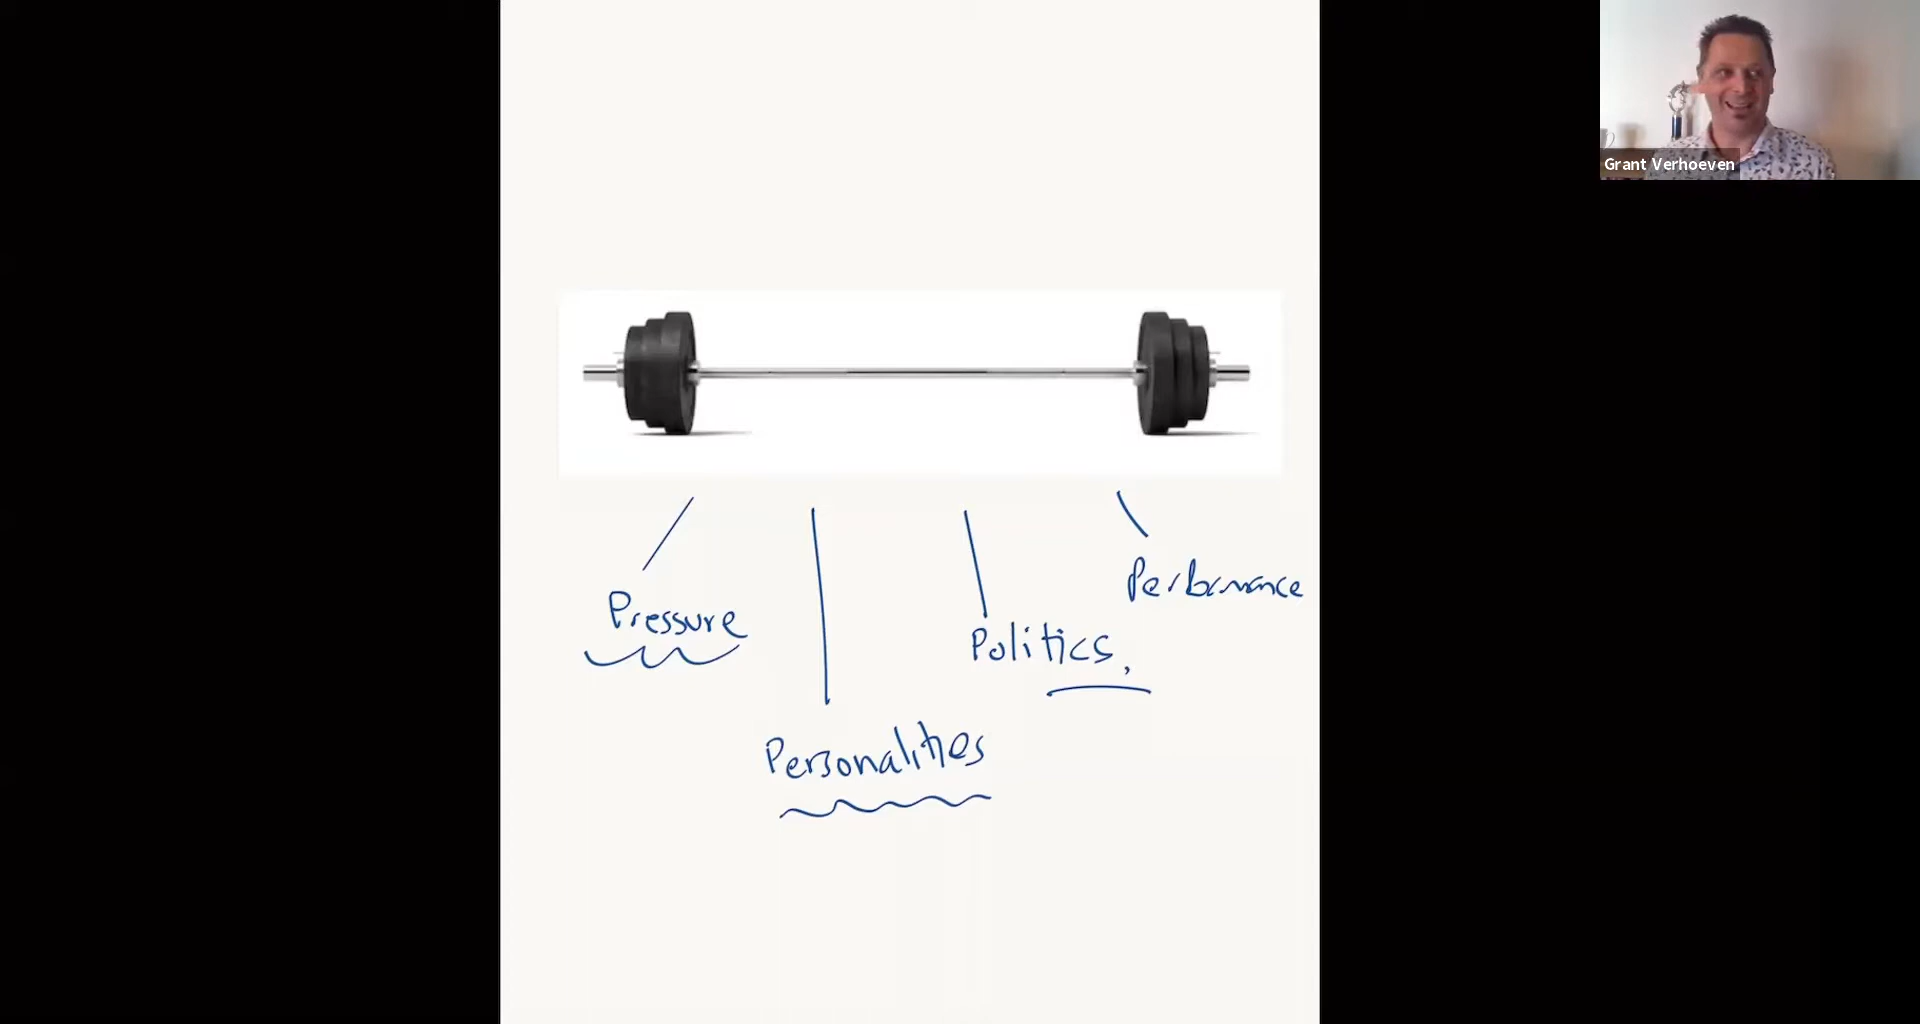 Grant Verhoeven
Performance
Pressure
Politics.
Personalities